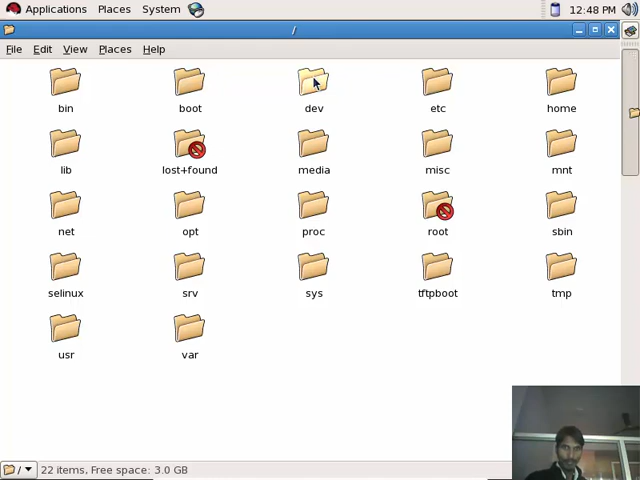 Applications Places System 12:48 PM
/
File Edit View Places Help
bin boot dev etc home
lib lost+found media misc mnt
net opt proc root sbin
selinux srv sys tftpboot tmp
usr var
/ 22 items, Free space: 3.0 GB